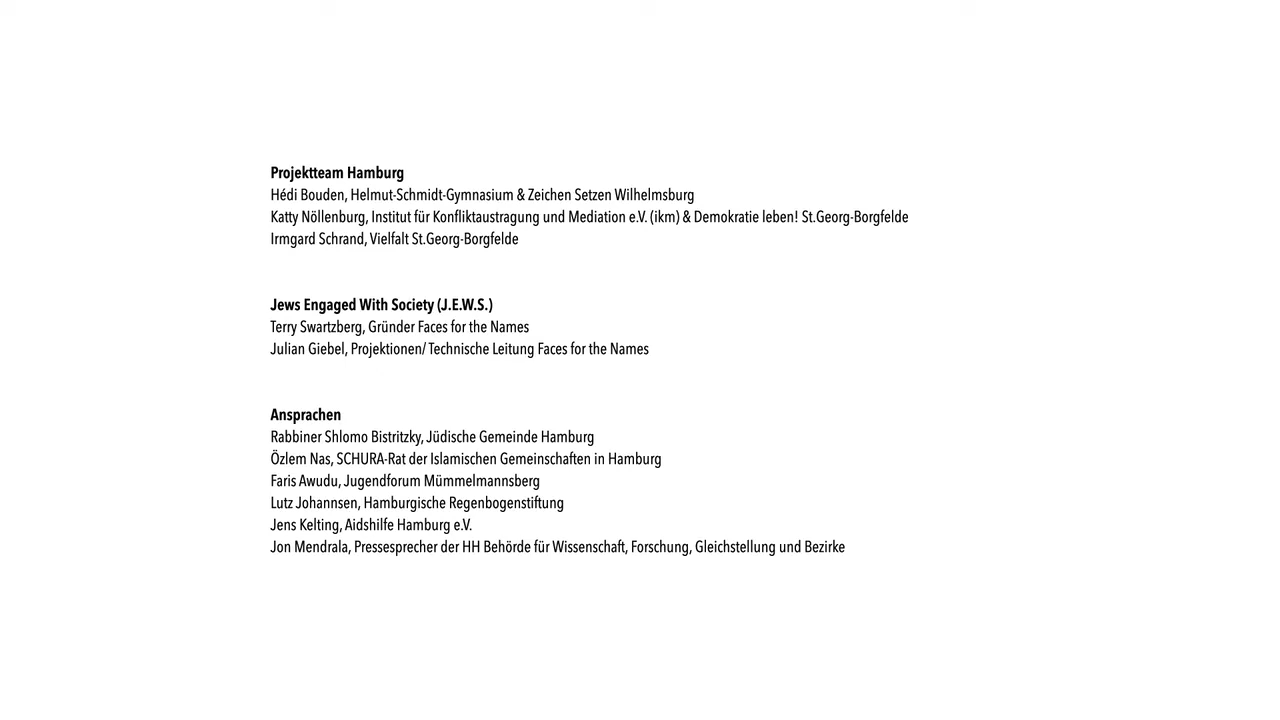 Projektteam Hamburg
Hédi Bouden, Helmut-Schmidt-Gymnasium & Zeichen Setzen Wilhelmsburg
Katty Nöllenburg, Institut für Konfliktaustragung und Mediation e.V. (ikm) & Demokratie leben! St.Georg-Borgfelde
Irmgard Schrand, Vielfalt St.Georg-Borgfelde
Jews Engaged With Society (J.E.W.S.)
Terry Swartzberg, Gründer Faces for the Names
Julian Giebel, Projektionen/ Technische Leitung Faces for the Names
Ansprachen
Rabbiner Shlomo Bistritzky, Jüdische Gemeinde Hamburg
Özlem Nas, SCHURA-Rat der Islamischen Gemeinschaften in Hamburg
Faris Awudu, Jugendforum Mümmelmannsberg
Lutz Johannsen, Hamburgische Regenbogenstiftung
Jens Kelting, Aidshilfe Hamburg e.V.
Jon Mendrala, Pressesprecher der HH Behörde für Wissenschaft, Forschung, Gleichstellung und Bezirke